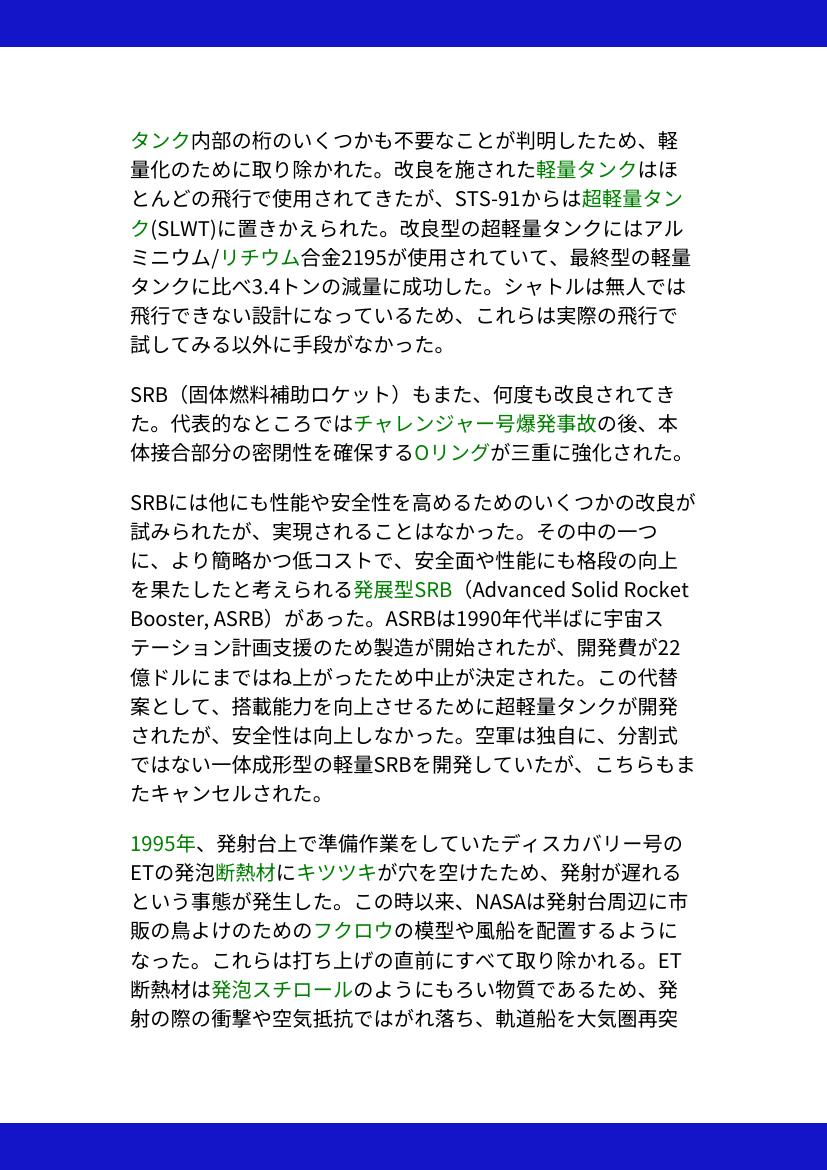 タンク内部の桁のいくつかも不要なことが判明したため、軽
量化のために取り除かれた。改良を施された軽量タンクはほ
とんどの飛行で使用されてきたが、STS-91からは超軽量タン
ク(SLWT)に置きかえられた。改良型の超軽量タンクにはアル
ミニウム/リチウム合金2195が使用されていて、最終型の軽量
タンクに比べ3.4トンの減量に成功した。シャトルは無人では
飛行できない設計になっているため、これらは実際の飛行で
試してみる以外に手段がなかった。
SRB（固体燃料補助ロケット）もまた、何度も改良されてき
た。代表的なところではチャレンジャー号爆発事故の後、本
体接合部分の密閉性を確保するOリングが三重に強化された。
SRBには他にも性能や安全性を高めるためのいくつかの改良が
試みられたが、実現されることはなかった。その中の一つ
に、より簡略かつ低コストで、安全面や性能にも格段の向上
を果たしたと考えられる発展型SRB（Advanced Solid Rocket
Booster, ASRB）があった。ASRBは1990年代半ばに宇宙ス
テーション計画支援のため製造が開始されたが、開発費が22
億ドルにまではね上がったため中止が決定された。この代替
案として、搭載能力を向上させるために超軽量タンクが開発
されたが、安全性は向上しなかった。空軍は独自に、分割式
ではない一体成形型の軽量SRBを開発していたが、こちらもま
たキャンセルされた。
1995年、発射台上で準備作業をしていたディスカバリー号の
ETの発泡断熱材にキツツキが穴を空けたため、発射が遅れる
という事態が発生した。この時以来、NASAは発射台周辺に市
販の鳥よけのためのフクロウの模型や風船を配置するように
なった。これらは打ち上げの直前にすべて取り除かれる。ET
断熱材は発泡スチロールのようにもろい物質であるため、発
射の際の衝撃や空気抵抗ではがれ落ち、軌道船を大気圏再突